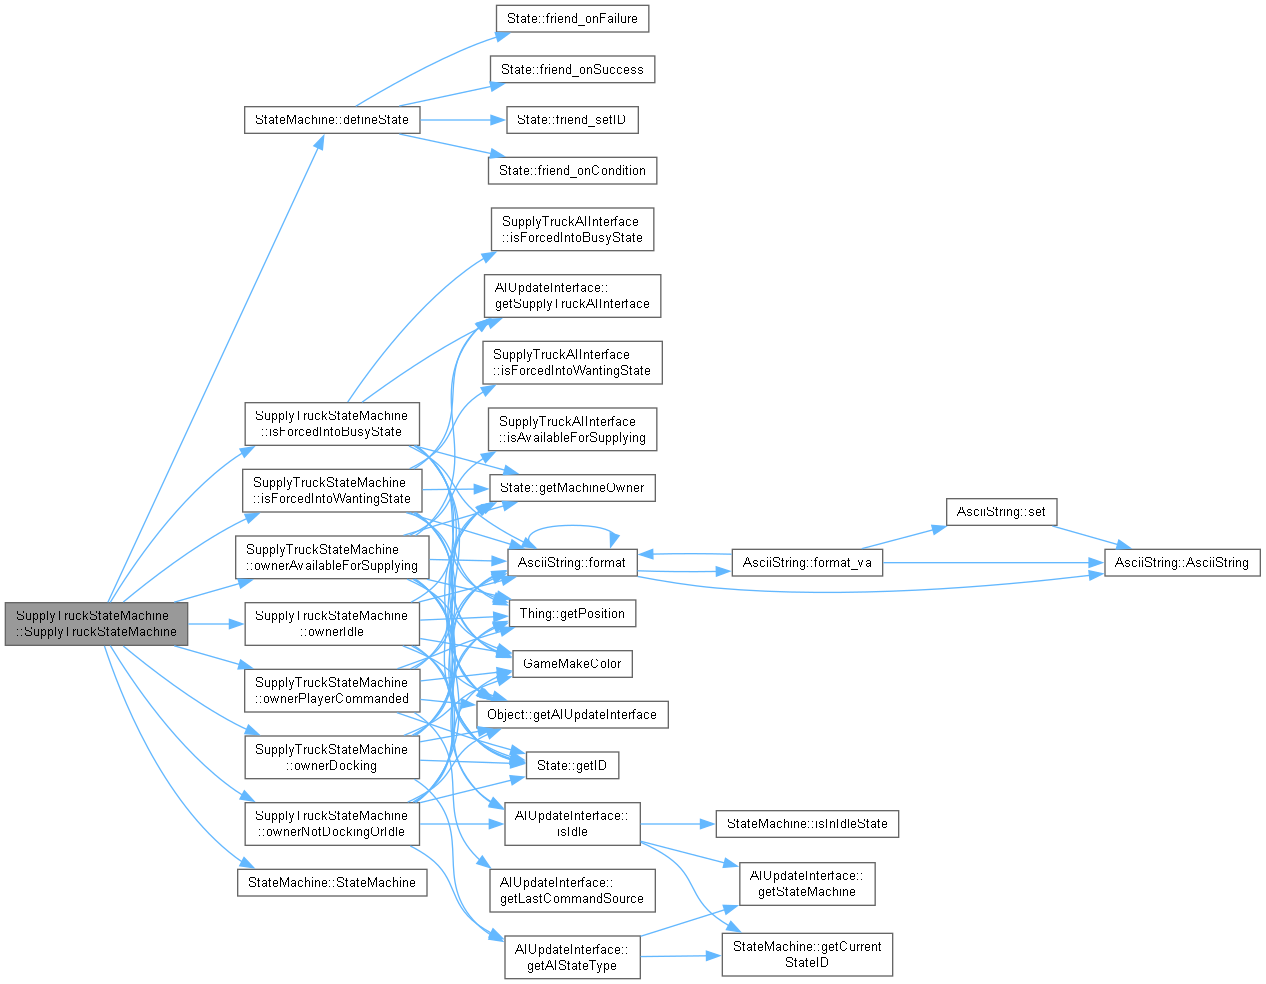 State::friend_onFailure
State::friend_onSuccess
StateMachine::defineState
State::friend_setID
State::friend_onCondition
SupplyTruckAIInterface
::isForcedIntoBusyState
AIUpdateInterface::
getSupplyTruckAIInterface
SupplyTruckAIInterface
::isForcedIntoWantingState
SupplyTruckStateMachine
::isForcedIntoBusyState
SupplyTruckAIInterface
::isAvailableForSupplying
SupplyTruckStateMachine
::isForcedIntoWantingState
State::getMachineOwner
AsciiString::set
SupplyTruckStateMachine
::ownerAvailableForSupplying
AsciiString::format
AsciiString::format_va
AsciiString::AsciiString
SupplyTruckStateMachine
::SupplyTruckStateMachine
SupplyTruckStateMachine
::ownerIdle
Thing::getPosition
GameMakeColor
SupplyTruckStateMachine
::ownerPlayerCommanded
Object::getAIUpdateInterface
SupplyTruckStateMachine
::ownerDocking
State::getID
SupplyTruckStateMachine
::ownerNotDockingOrIdle
AIUpdateInterface::
isIdle
StateMachine::isInIdleState
StateMachine::StateMachine
AIUpdateInterface::
getLastCommandSource
AIUpdateInterface::
getStateMachine
AIUpdateInterface::
getAIStateType
StateMachine::getCurrent
StateID